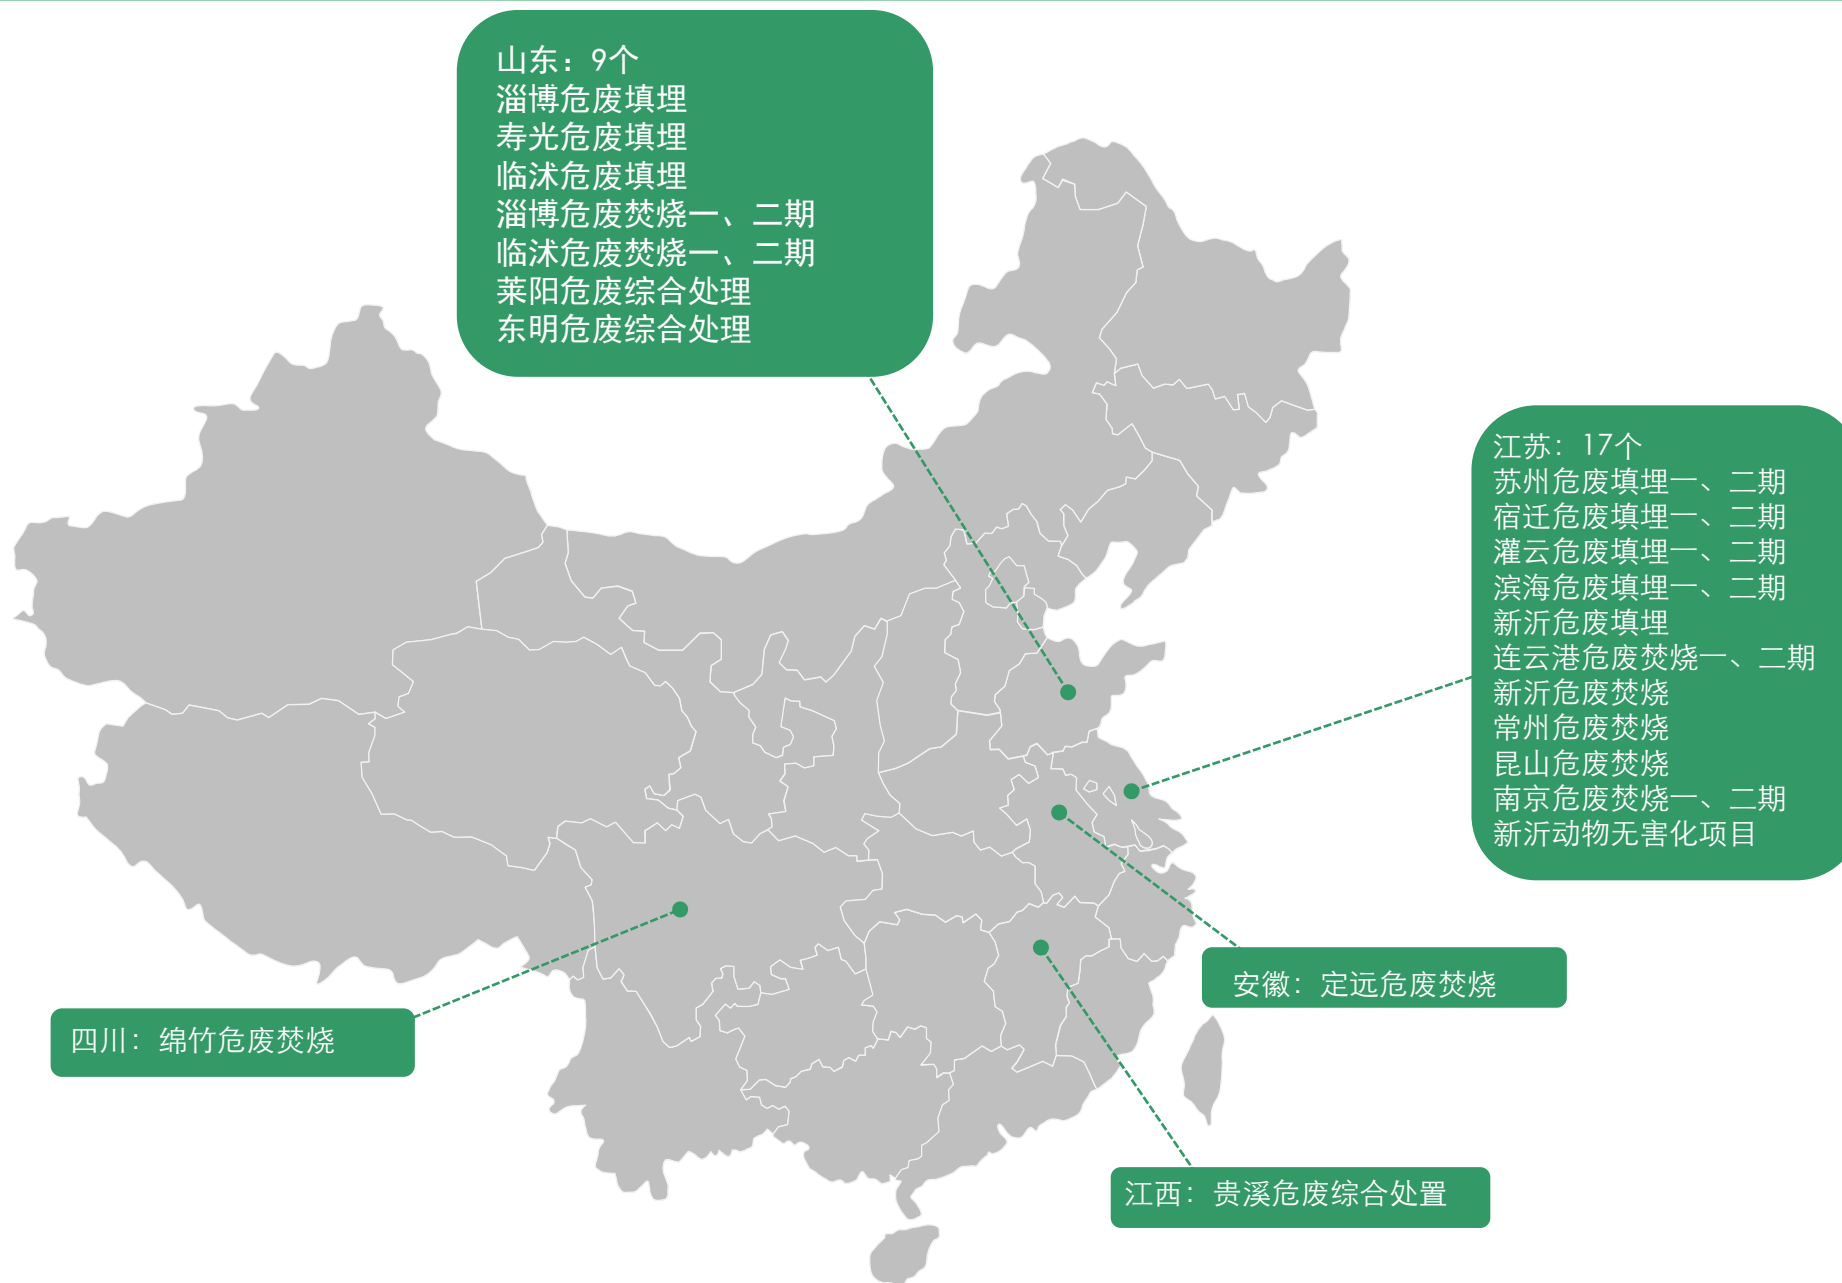 山东：9个
淄博危废填埋
寿光危废填埋
临沭危废填埋
淄博危废焚烧一、二期
临沭危废焚烧一、二期
莱阳危废综合处理
东明危废综合处理
江苏：17个
苏州危废填埋一、二期
宿迁危废填埋一、二期
灌云危废填埋一、二期
滨海危废填埋一、二期
新沂危废填埋
连云港危废焚烧一、二期
新沂危废焚烧
常州危废焚烧
昆山危废焚烧
南京危废焚烧一、二期
新沂动物无害化项目
安徽：定远危废焚烧
四川：绵竹危废焚烧
江西：贵溪危废综合处置